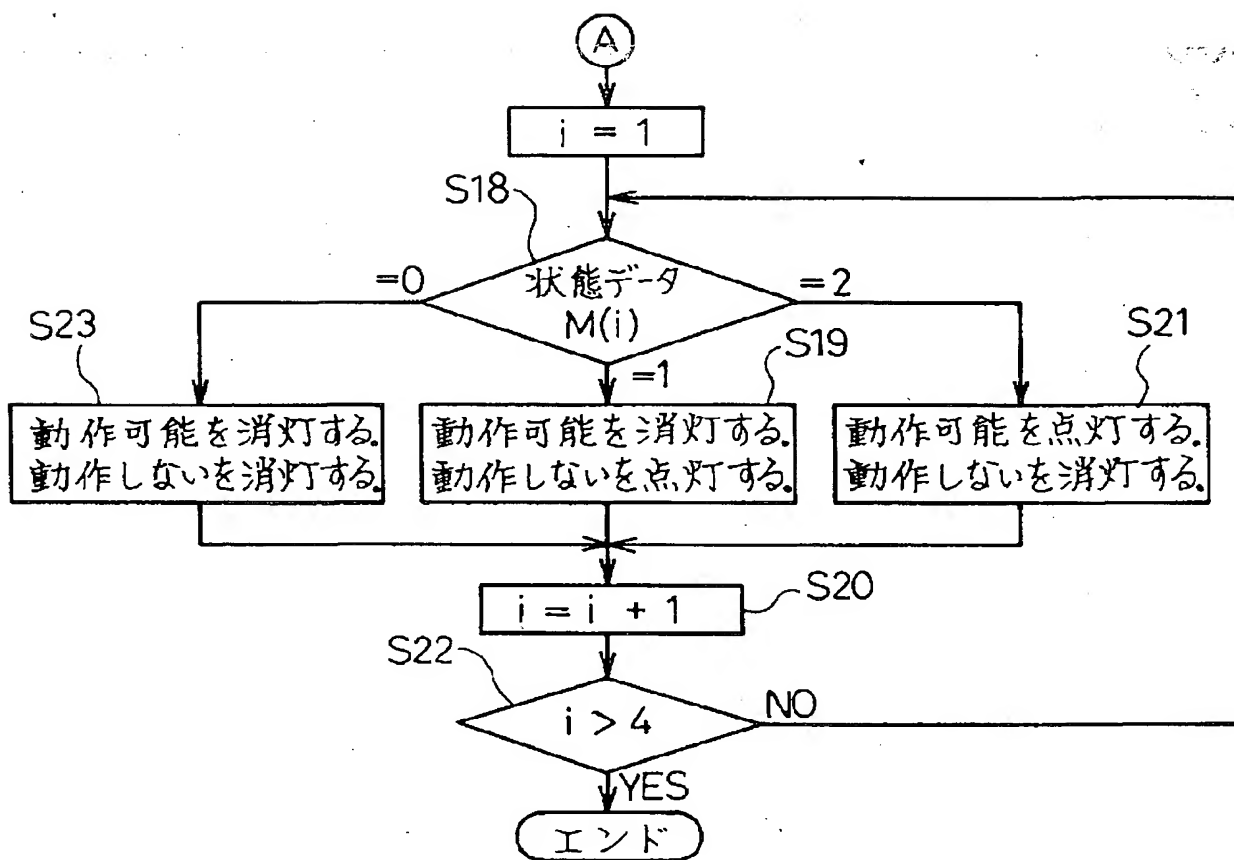 A
i = 1
S18
状態データ
M(i)
=0
=1
=2
S23
動作可能を消灯する.
動作しないを消灯する.
S19
動作可能を消灯する.
動作しないを点灯する.
S21
動作可能を点灯する.
動作しないを消灯する.
i = i + 1
S20
S22
i > 4
NO
YES
エンド